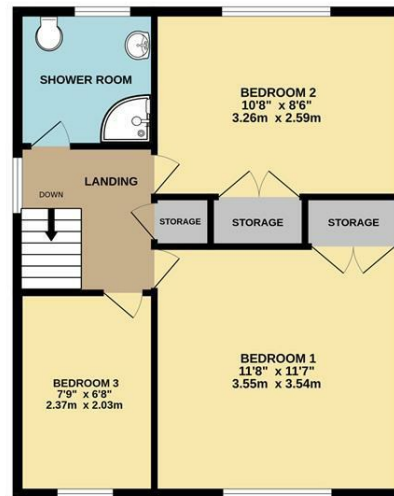 SHOWER ROOM
BEDROOM 2
10'8" x 8'6"
3.26m x 2.59m
LANDING
DOWN
STORAGE
STORAGE
STORAGE
BEDROOM 3
7'9" x 6'8"
2.37m x 2.03m
BEDROOM 1
11'8" x 11'7"
3.55m x 3.54m